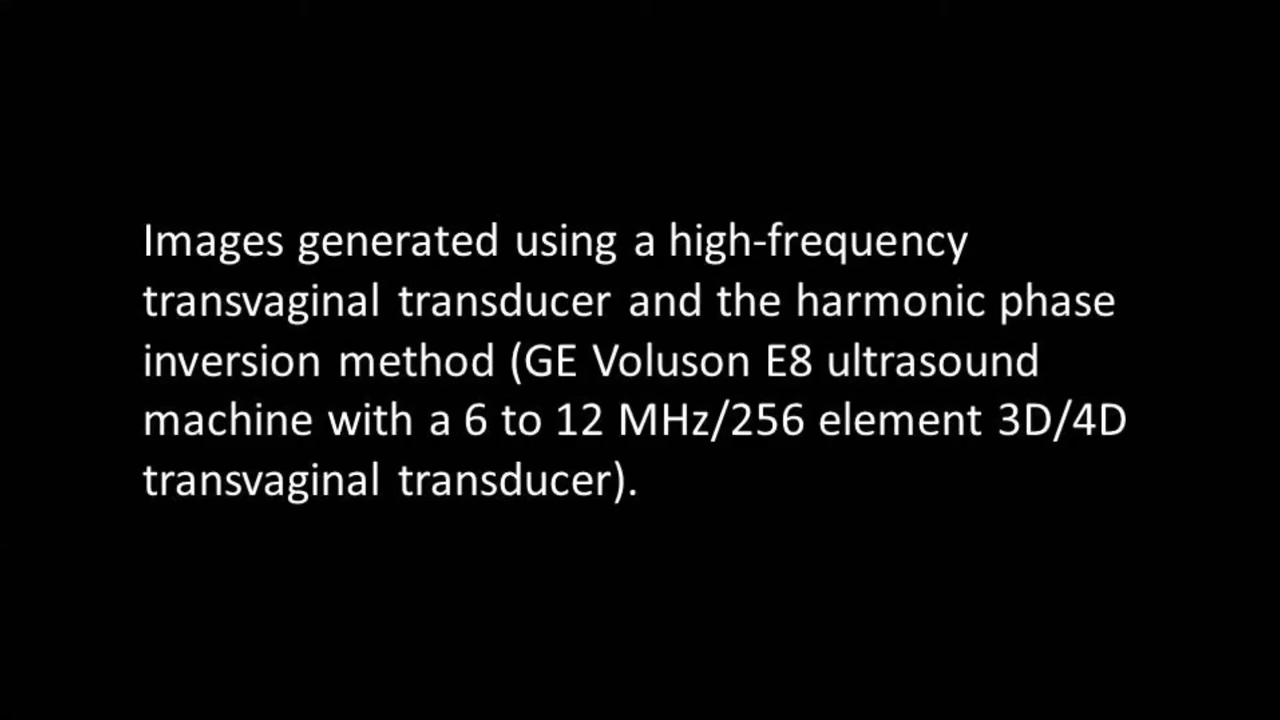 Images generated using a high-frequency
transvaginal transducer and the harmonic phase
inversion method (GE Voluson E8 ultrasound
machine with a 6 to 12 MHz/256 element 3D/4D
transvaginal transducer).